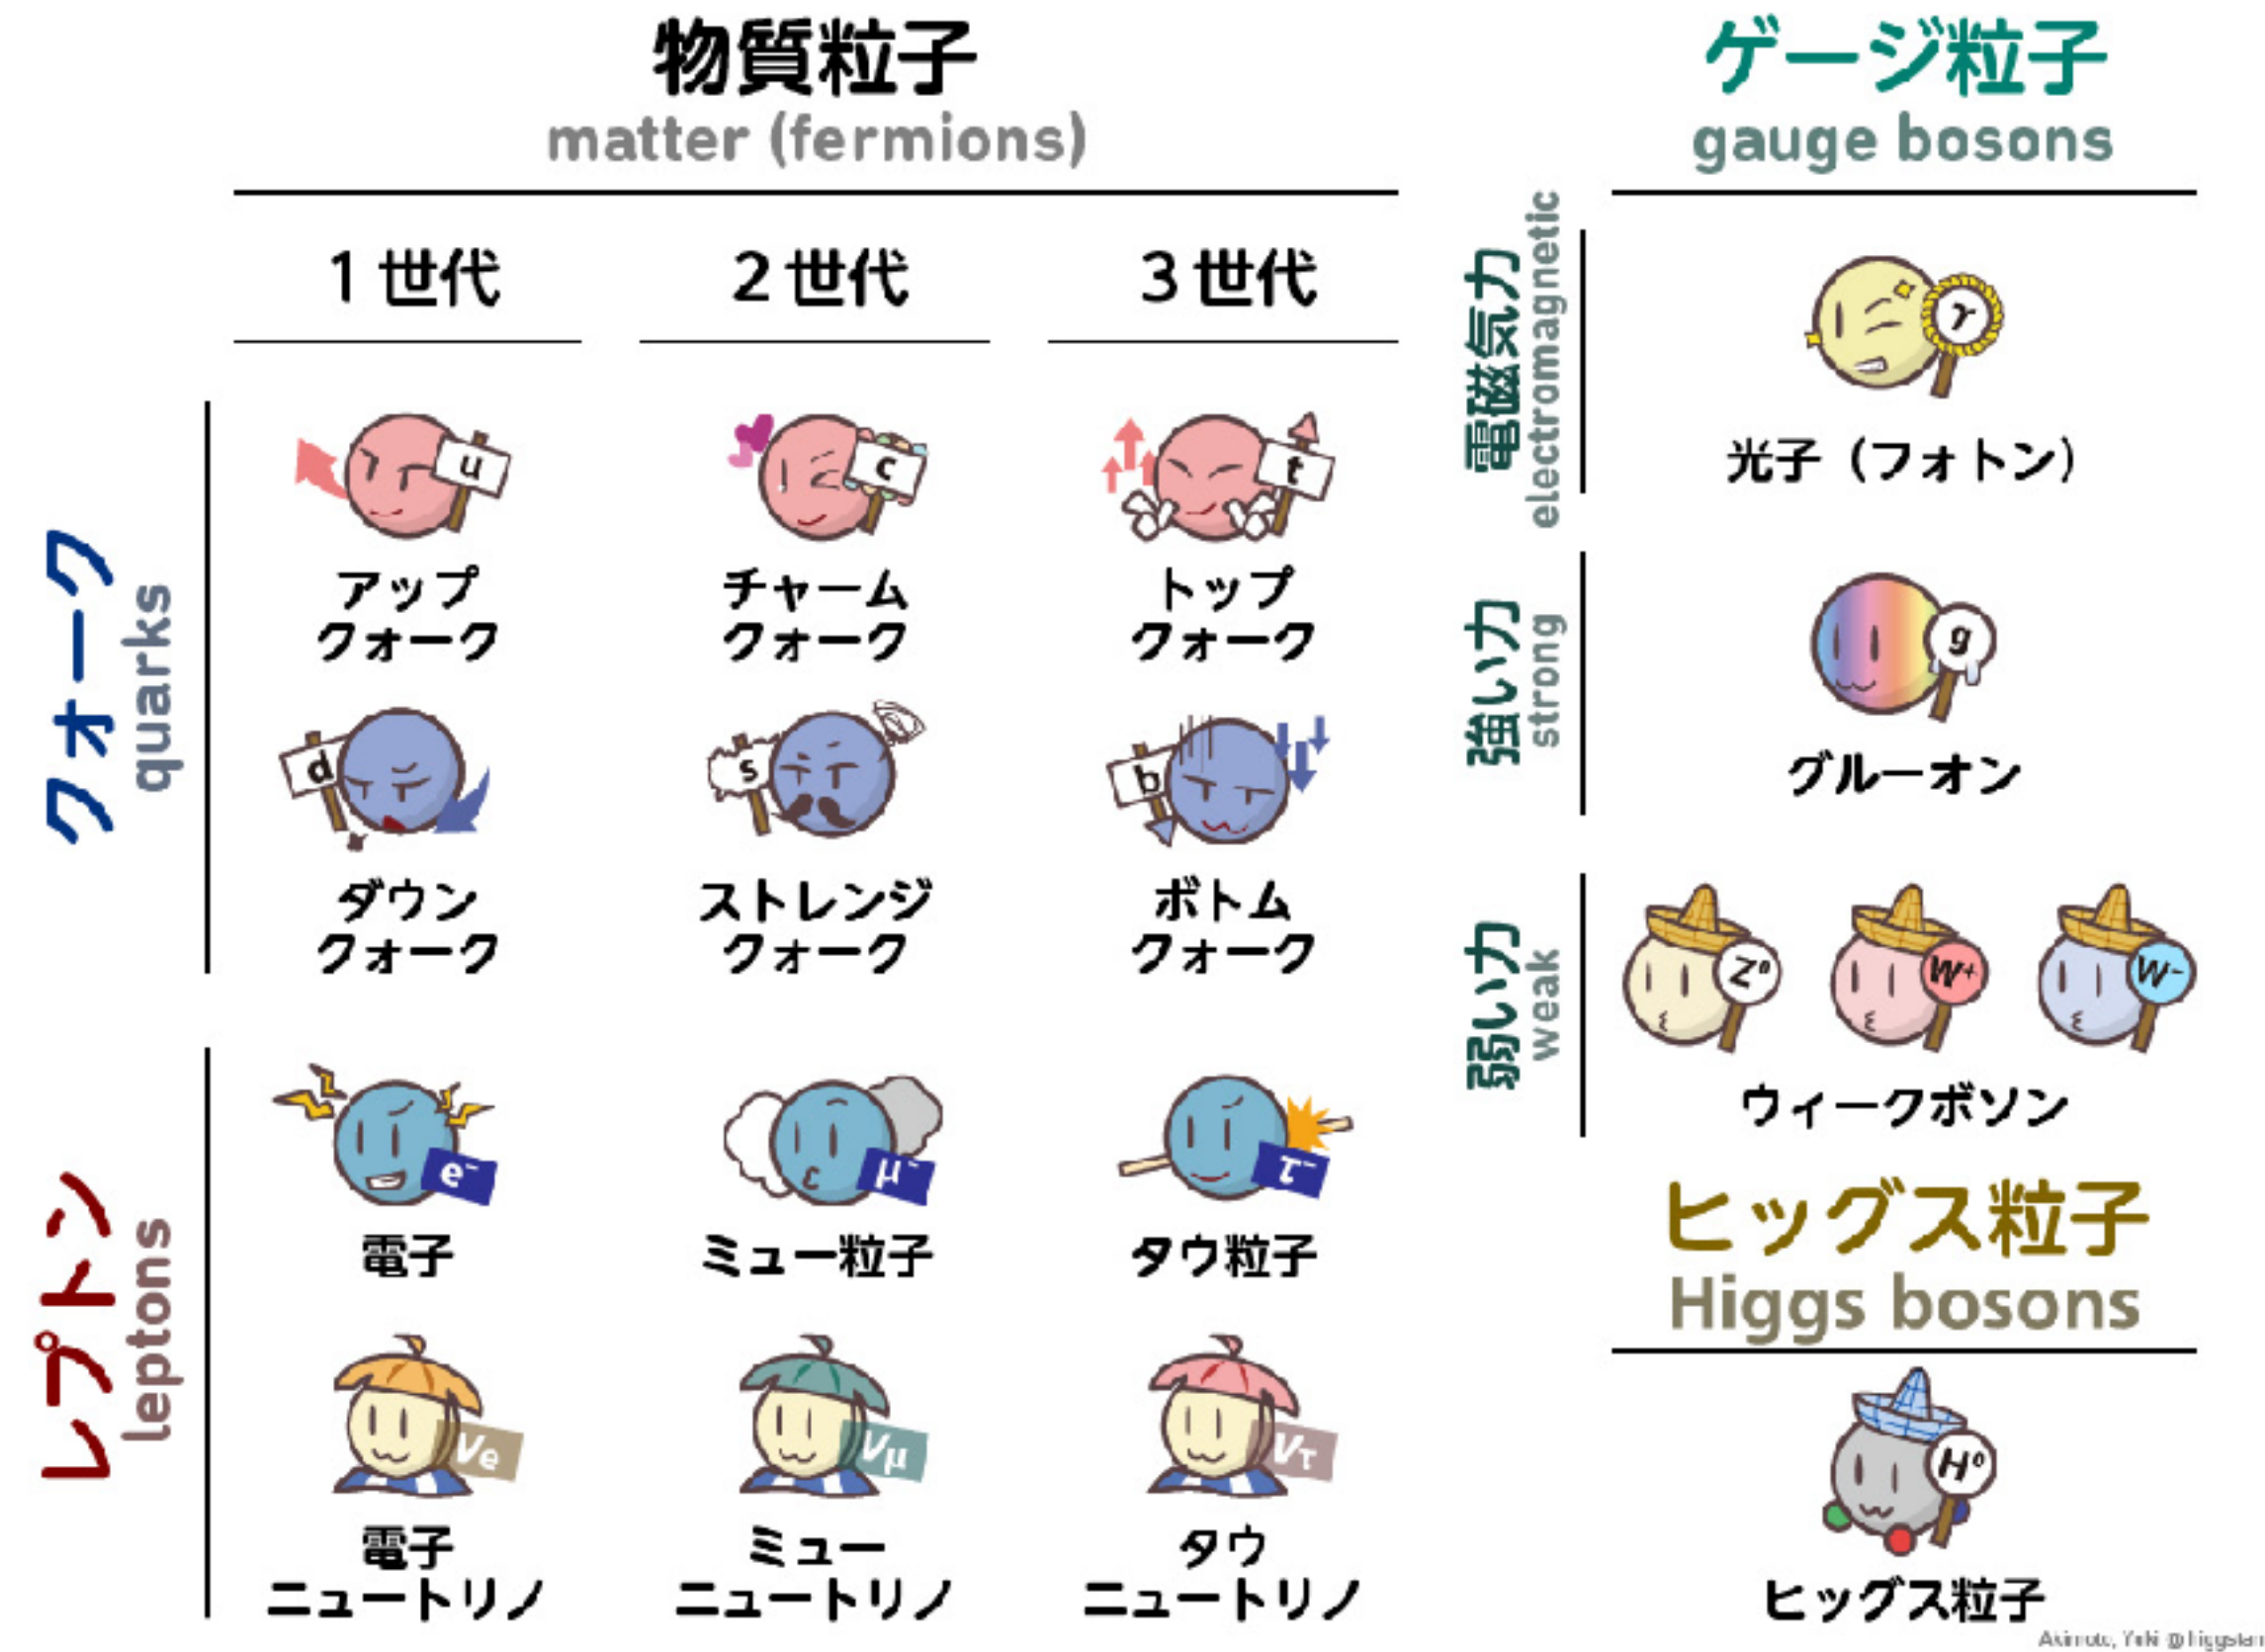 物質粒子
matter (fermions)
1 世代
2 世代
3 世代
クォーク
quarks
u
アップ
クォーク
c
チャーム
クォーク
t
トップ
クォーク
d
ダウン
クォーク
s
ストレンジ
クォーク
b
ボトム
クォーク
レプトン
leptons
e⁻
電子
μ⁻
ミュー粒子
τ⁻
タウ粒子
νe
電子
ニュートリノ
νμ
ミュー
ニュートリノ
ντ
タウ
ニュートリノ
ゲージ粒子
gauge bosons
電磁気力
electromagnetic
γ
光子（フォトン）
強い力
strong
g
グルーオン
弱い力
weak
Z⁰
W+
W-
ウィークボソン
ヒッグス粒子
Higgs bosons
H⁰
ヒッグス粒子
Akimoto, Yuki @ higgstan